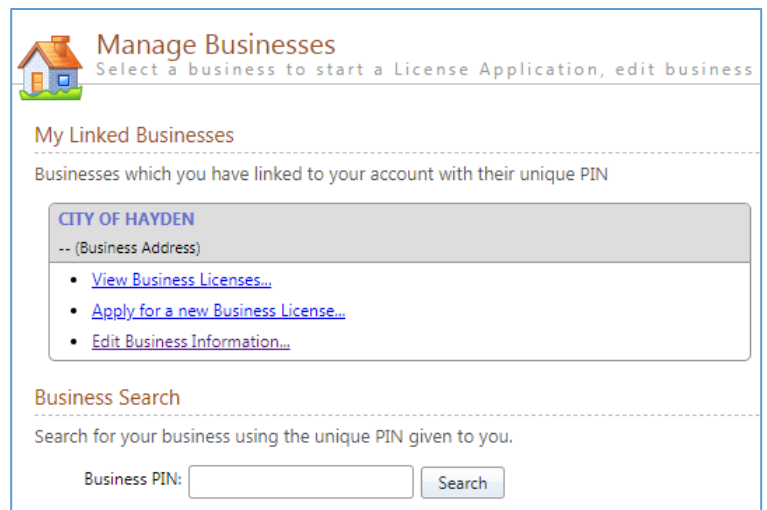 Manage Businesses
Select a business to start a License Application, edit business
My Linked Businesses
Businesses which you have linked to your account with their unique PIN
CITY OF HAYDEN
-- (Business Address)
• View Business Licenses...
• Apply for a new Business License...
• Edit Business Information...
Business Search
Search for your business using the unique PIN given to you.
Business PIN: Search